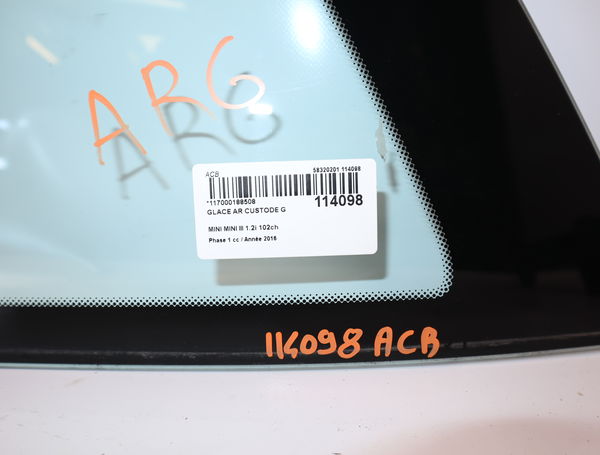 ARG
ACB
58320201 114098
*117000188508
114098
GLACE AR CUSTODE G
MINI MINI III 1.2i 102ch
Phase 1 cc / Année 2016
114098 ACB